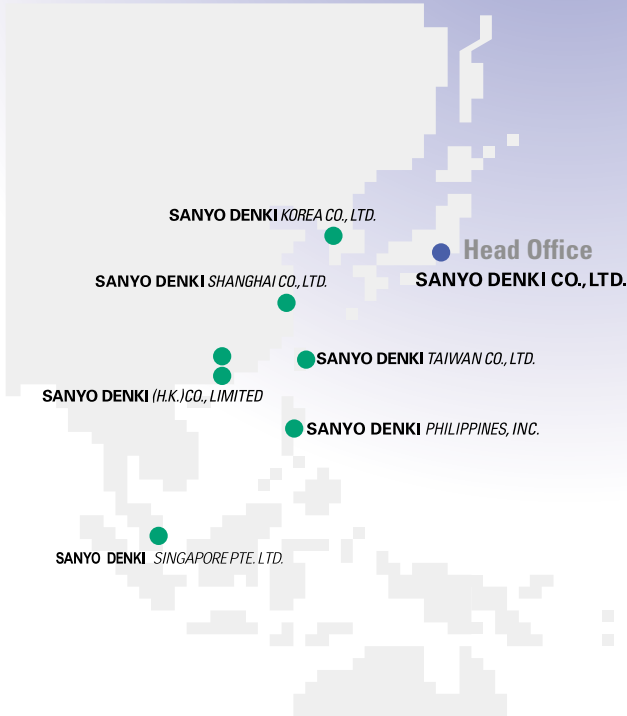 SANYO DENKI KOREA CO., LTD.
Head Office
SANYO DENKI CO., LTD.
SANYO DENKI SHANGHAI CO., LTD.
SANYO DENKI TAIWAN CO., LTD.
SANYO DENKI (H.K.) CO., LIMITED
SANYO DENKI PHILIPPINES, INC.
SANYO DENKI SINGAPORE PTE. LTD.